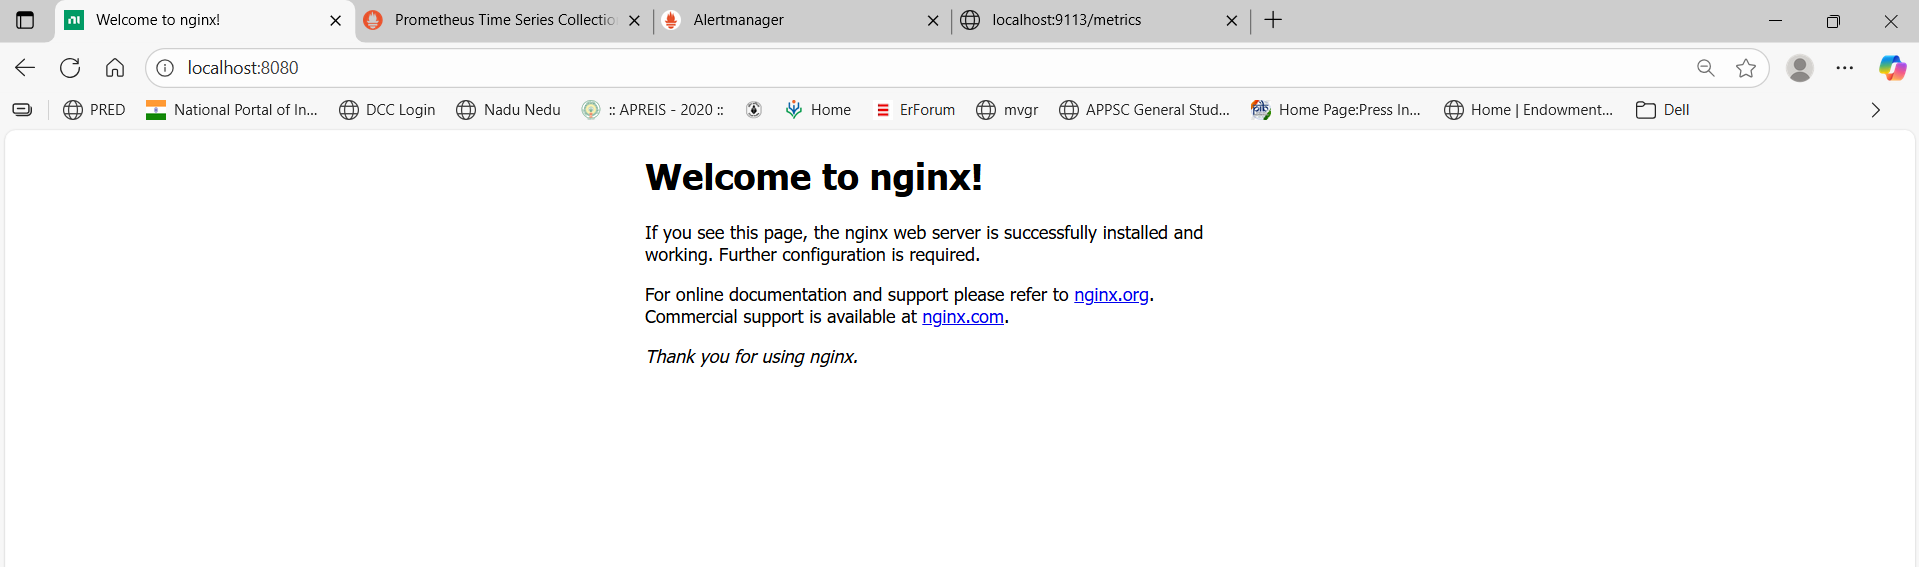 Welcome to nginx!
Prometheus Time Series Collectio
Alertmanager
localhost:9113/metrics
localhost:8080
PRED
National Portal of In...
DCC Login
Nadu Nedu
:: APREIS - 2020 ::
Home
ErForum
mvgr
APPSC General Stud...
Home Page:Press In...
Home | Endowment...
Dell
Welcome to nginx!
If you see this page, the nginx web server is successfully installed and
working. Further configuration is required.
For online documentation and support please refer to nginx.org.
Commercial support is available at nginx.com.
Thank you for using nginx.